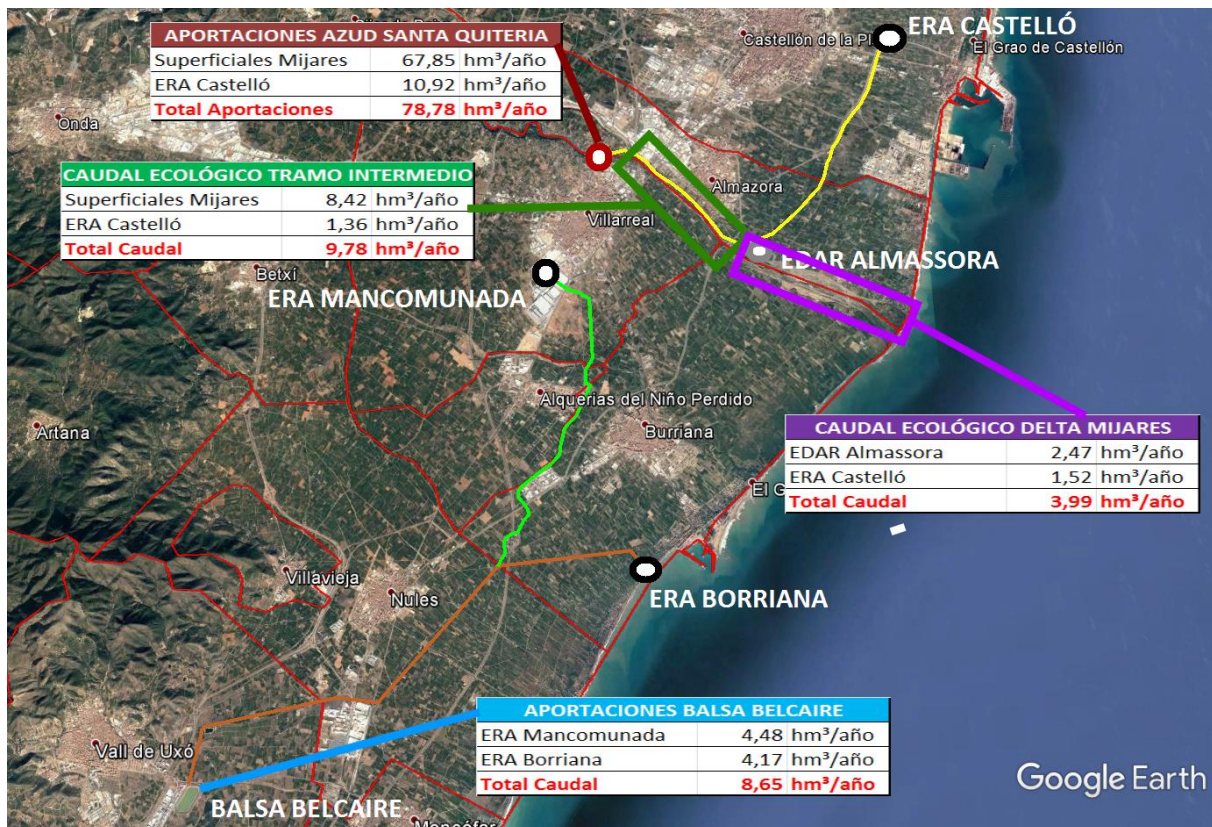 ERA CASTELLÓ
APORTACIONES AZUD SANTA QUITERIA
Superficiales Mijares 67,85 hm³/año
ERA Castelló 10,92 hm³/año
Total Aportaciones 78,78 hm³/año
Castellón de la Pl
El Grao de Castellón
Onda
CAUDAL ECOLÓGICO TRAMO INTERMEDIO
Superficiales Mijares 8,42 hm³/año
ERA Castelló 1,36 hm³/año
Total Caudal 9,78 hm³/año
Almazora
Villarreal
EDAR ALMASSORA
Betxí
ERA MANCOMUNADA
Alquerias del Niño Perdido
Artana
Burriana
CAUDAL ECOLÓGICO DELTA MIJARES
EDAR Almassora 2,47 hm³/año
ERA Castelló 1,52 hm³/año
Total Caudal 3,99 hm³/año
El G
Villavieja
Nules
ERA BORRIANA
APORTACIONES BALSA BELCAIRE
ERA Mancomunada 4,48 hm³/año
ERA Borriana 4,17 hm³/año
Total Caudal 8,65 hm³/año
Vall de Uxó
BALSA BELCAIRE
Google Earth